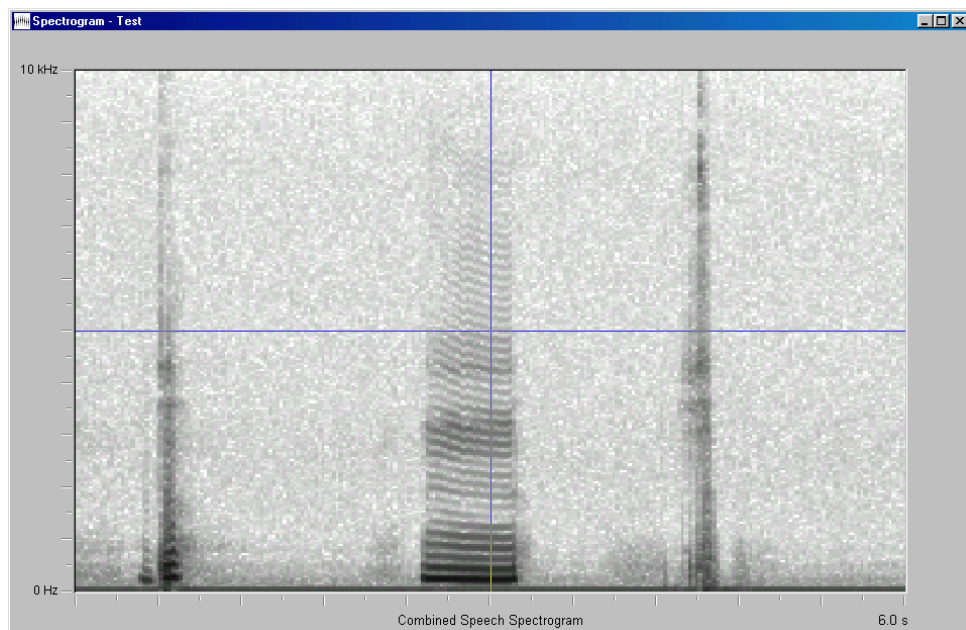 Spectrogram - Test
10 kHz
0 Hz
Combined Speech Spectrogram
6.0 s